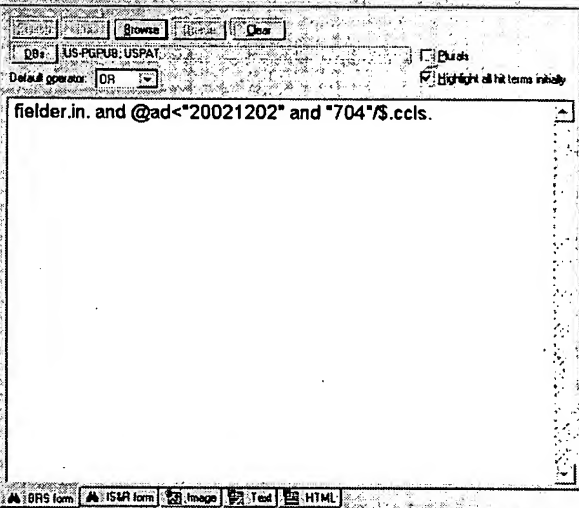 Browse Clear
DBs US-PGPUB; USPAT Plurals
Default operator: OR Highlight all hit terms initially
fielder.in. and @ad<"20021202" and "704"/$.ccls.
BRS form IS&R form Image Text HTML